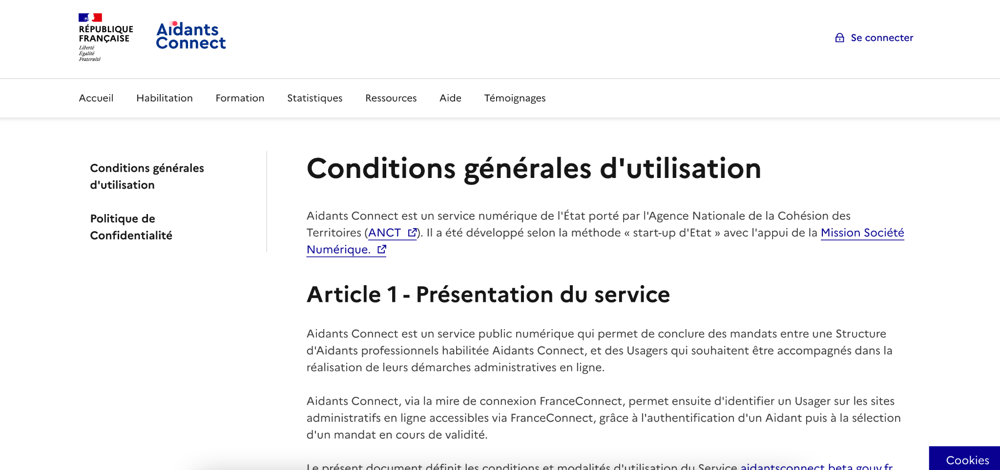 RÉPUBLIQUE
FRANÇAISE
Liberté
Égalité
Fraternité
Aidants
Connect
Se connecter
Accueil Habilitation Formation Statistiques Ressources Aide Témoignages
Conditions générales
d'utilisation
Politique de
Confidentialité
Conditions générales d'utilisation
Aidants Connect est un service numérique de l'État porté par l'Agence Nationale de la Cohésion des
Territoires (ANCT). Il a été développé selon la méthode « start-up d'Etat » avec l'appui de la Mission Société
Numérique.
Article 1 - Présentation du service
Aidants Connect est un service public numérique qui permet de conclure des mandats entre une Structure
d'Aidants professionnels habilitée Aidants Connect, et des Usagers qui souhaitent être accompagnés dans la
réalisation de leurs démarches administratives en ligne.
Aidants Connect, via la mire de connexion FranceConnect, permet ensuite d'identifier un Usager sur les sites
administratifs en ligne accessibles via FranceConnect, grâce à l'authentification d'un Aidant puis à la sélection
d'un mandat en cours de validité.
Le présent document définit les conditions et modalités d'utilisation du Service aidantsconnect.beta.gouv.fr
Cookies